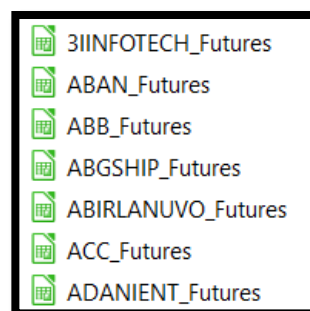 3IINFOTECH_Futures
ABAN_Futures
ABB_Futures
ABGSHIP_Futures
ABIRLANUVO_Futures
ACC_Futures
ADANIENT_Futures